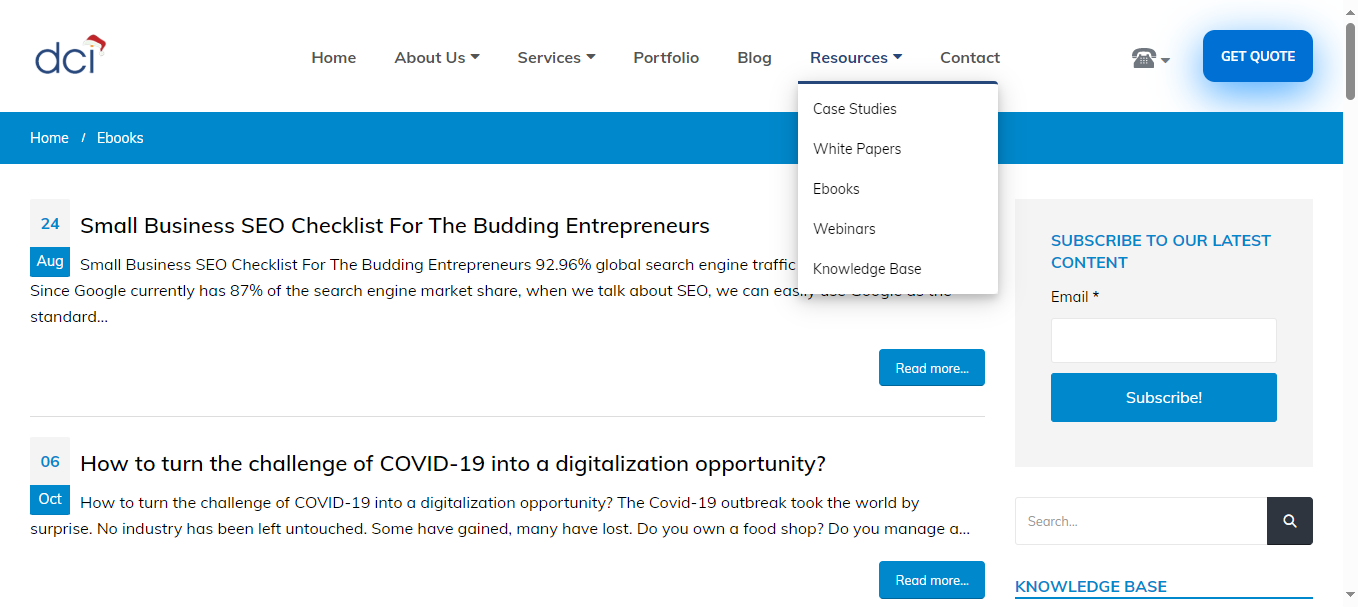 dci
Home
About Us
Services
Portfolio
Blog
Resources
Contact
GET QUOTE
Case Studies
White Papers
Ebooks
Webinars
Knowledge Base
Home / Ebooks
24
Aug
Small Business SEO Checklist For The Budding Entrepreneurs
Small Business SEO Checklist For The Budding Entrepreneurs 92.96% global search engine traffic
Since Google currently has 87% of the search engine market share, when we talk about SEO, we can easily use Google as the
standard...
Read more...
06
Oct
How to turn the challenge of COVID-19 into a digitalization opportunity?
How to turn the challenge of COVID-19 into a digitalization opportunity? The Covid-19 outbreak took the world by
surprise. No industry has been left untouched. Some have gained, many have lost. Do you own a food shop? Do you manage a...
Read more...
SUBSCRIBE TO OUR LATEST
CONTENT
Email *
Subscribe!
Search...
KNOWLEDGE BASE